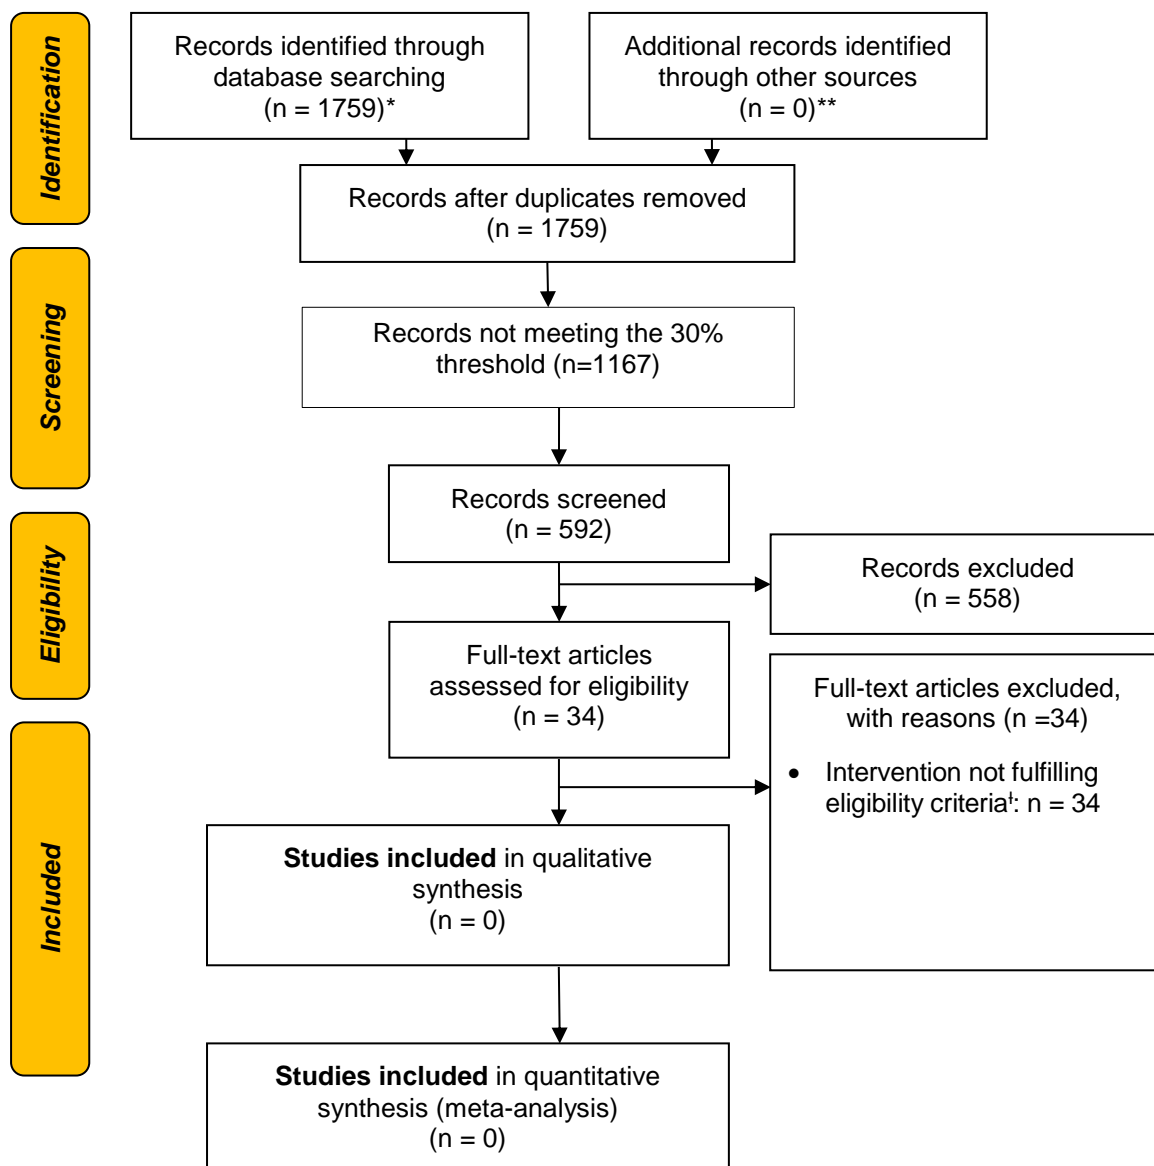 Identification
Records identified through
database searching
(n = 1759)*
Additional records identified
through other sources
(n = 0)**
Records after duplicates removed
(n = 1759)
Screening
Records not meeting the 30%
threshold (n=1167)
Records screened
(n = 592)
Eligibility
Records excluded
(n = 558)
Full-text articles
assessed for eligibility
(n = 34)
Full-text articles excluded,
with reasons (n =34)
• Intervention not fulfilling
eligibility criteriaƚ: n = 34
Included
Studies included in qualitative
synthesis
(n = 0)
Studies included in quantitative
synthesis (meta-analysis)
(n = 0)